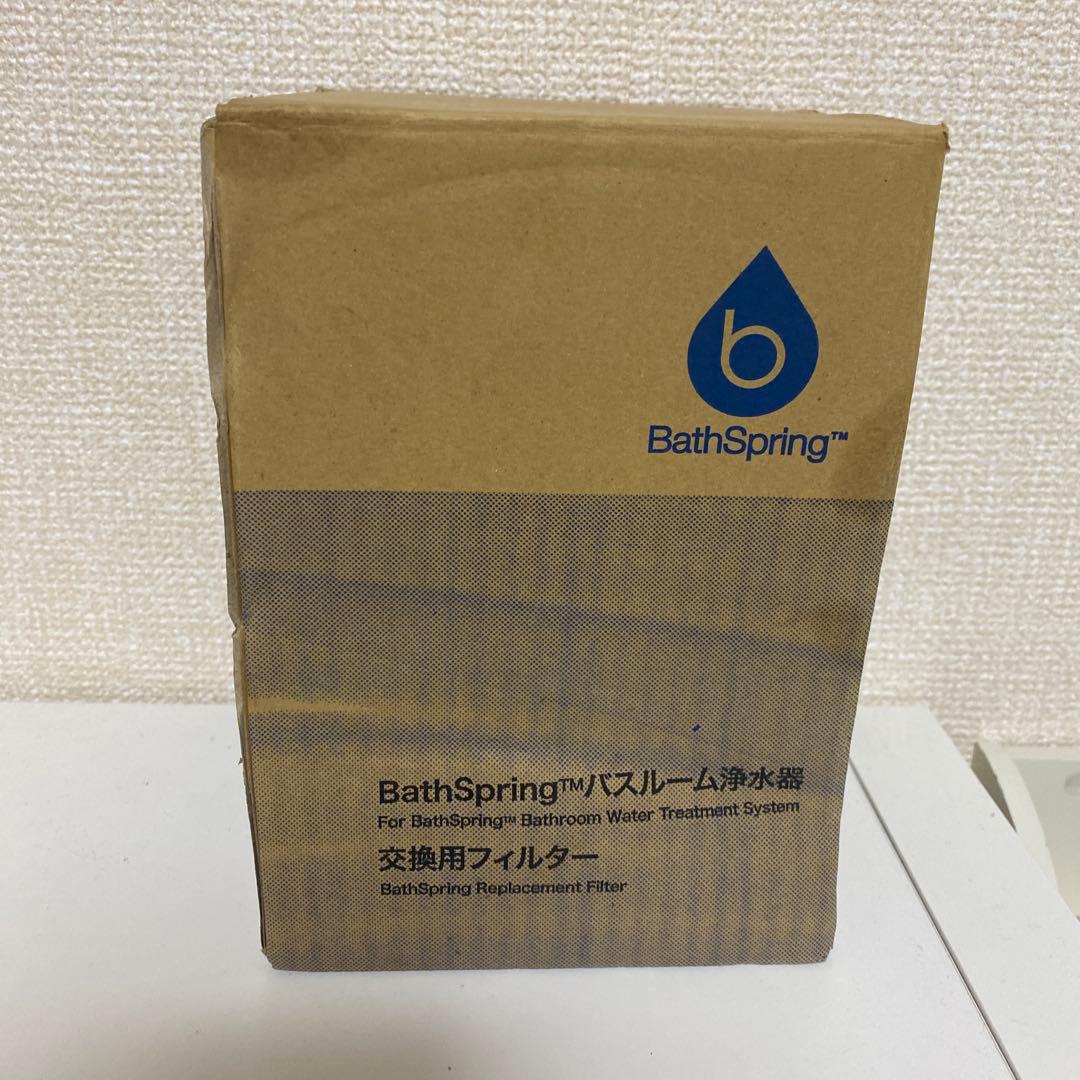 b
BathSpring™
BathSpring™バスルーム浄水器
For BathSpring™ Bathroom Water Treatment System
交換用フィルター
BathSpring Replacement Filter